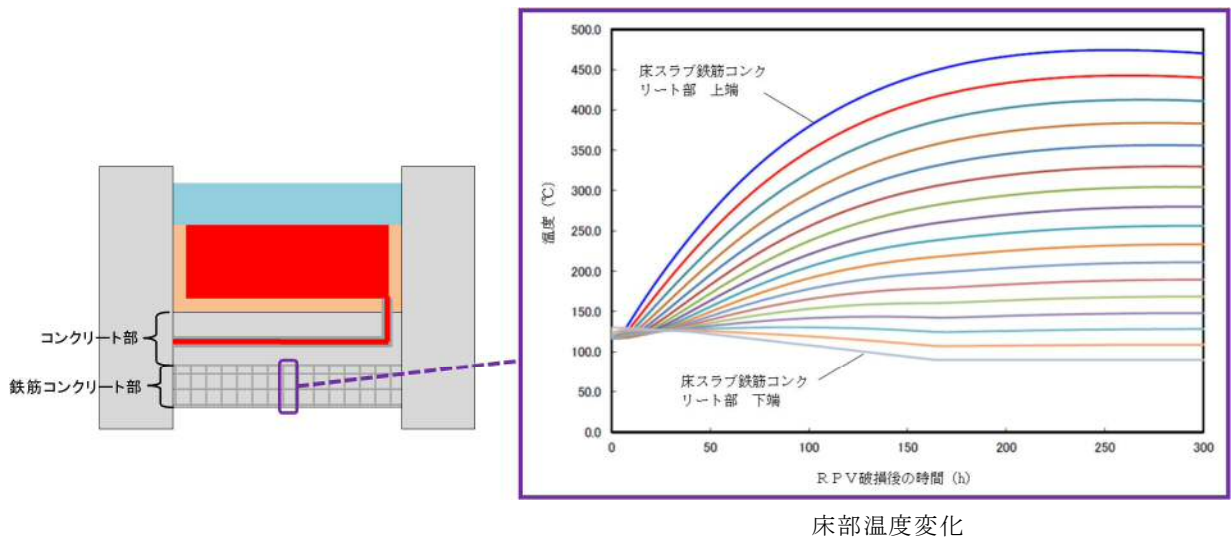 コンクリート部
鉄筋コンクリート部
500.0
450.0
400.0
350.0
300.0
250.0
200.0
150.0
100.0
50.0
0.0
温度（℃）
床スラブ鉄筋コンク
リート部　上端
床スラブ鉄筋コンク
リート部　下端
0
50
100
150
200
250
300
ＲＰＶ破損後の時間（h）
床部温度変化